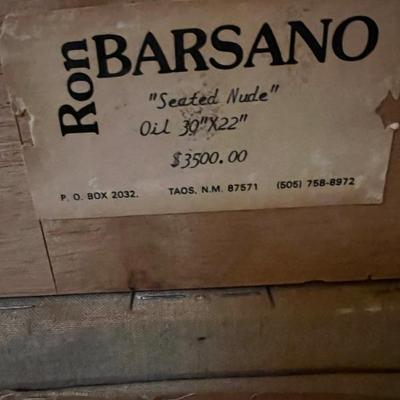 Ron BARSANO
"Seated Nude"
Oil 30"X22"
$3500.00
P. O. BOX 2032. TAOS, N.M. 87571 (505) 758-8972